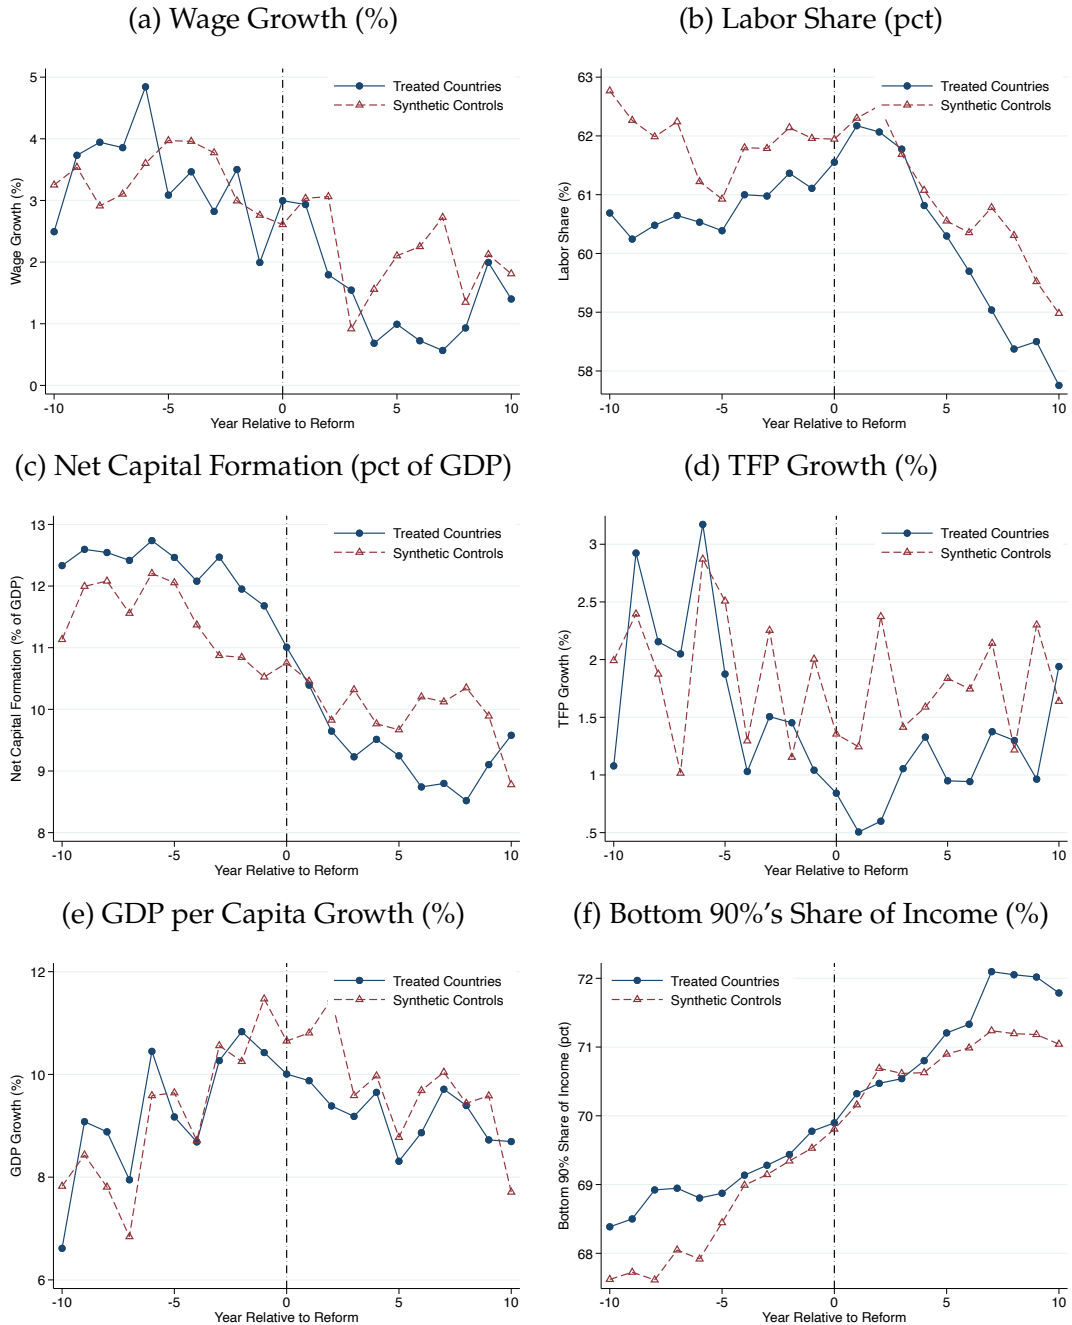 (a) Wage Growth (%)
Treated Countries
Synthetic Controls
Wage Growth (%)
5
4
3
2
1
0
-10 -5 0 5 10
Year Relative to Reform
(b) Labor Share (pct)
Treated Countries
Synthetic Controls
Labor Share (%)
63
62
61
60
59
58
-10 -5 0 5 10
Year Relative to Reform
(c) Net Capital Formation (pct of GDP)
Treated Countries
Synthetic Controls
Net Capital Formation (% of GDP)
13
12
11
10
9
8
-10 -5 0 5 10
Year Relative to Reform
(d) TFP Growth (%)
Treated Countries
Synthetic Controls
TFP Growth (%)
3
2.5
2
1.5
1
.5
-10 -5 0 5 10
Year Relative to Reform
(e) GDP per Capita Growth (%)
Treated Countries
Synthetic Controls
GDP Growth (%)
12
10
8
6
-10 -5 0 5 10
Year Relative to Reform
(f) Bottom 90%'s Share of Income (%)
Treated Countries
Synthetic Controls
Bottom 90% Share of Income (pct)
72
71
70
69
68
-10 -5 0 5 10
Year Relative to Reform